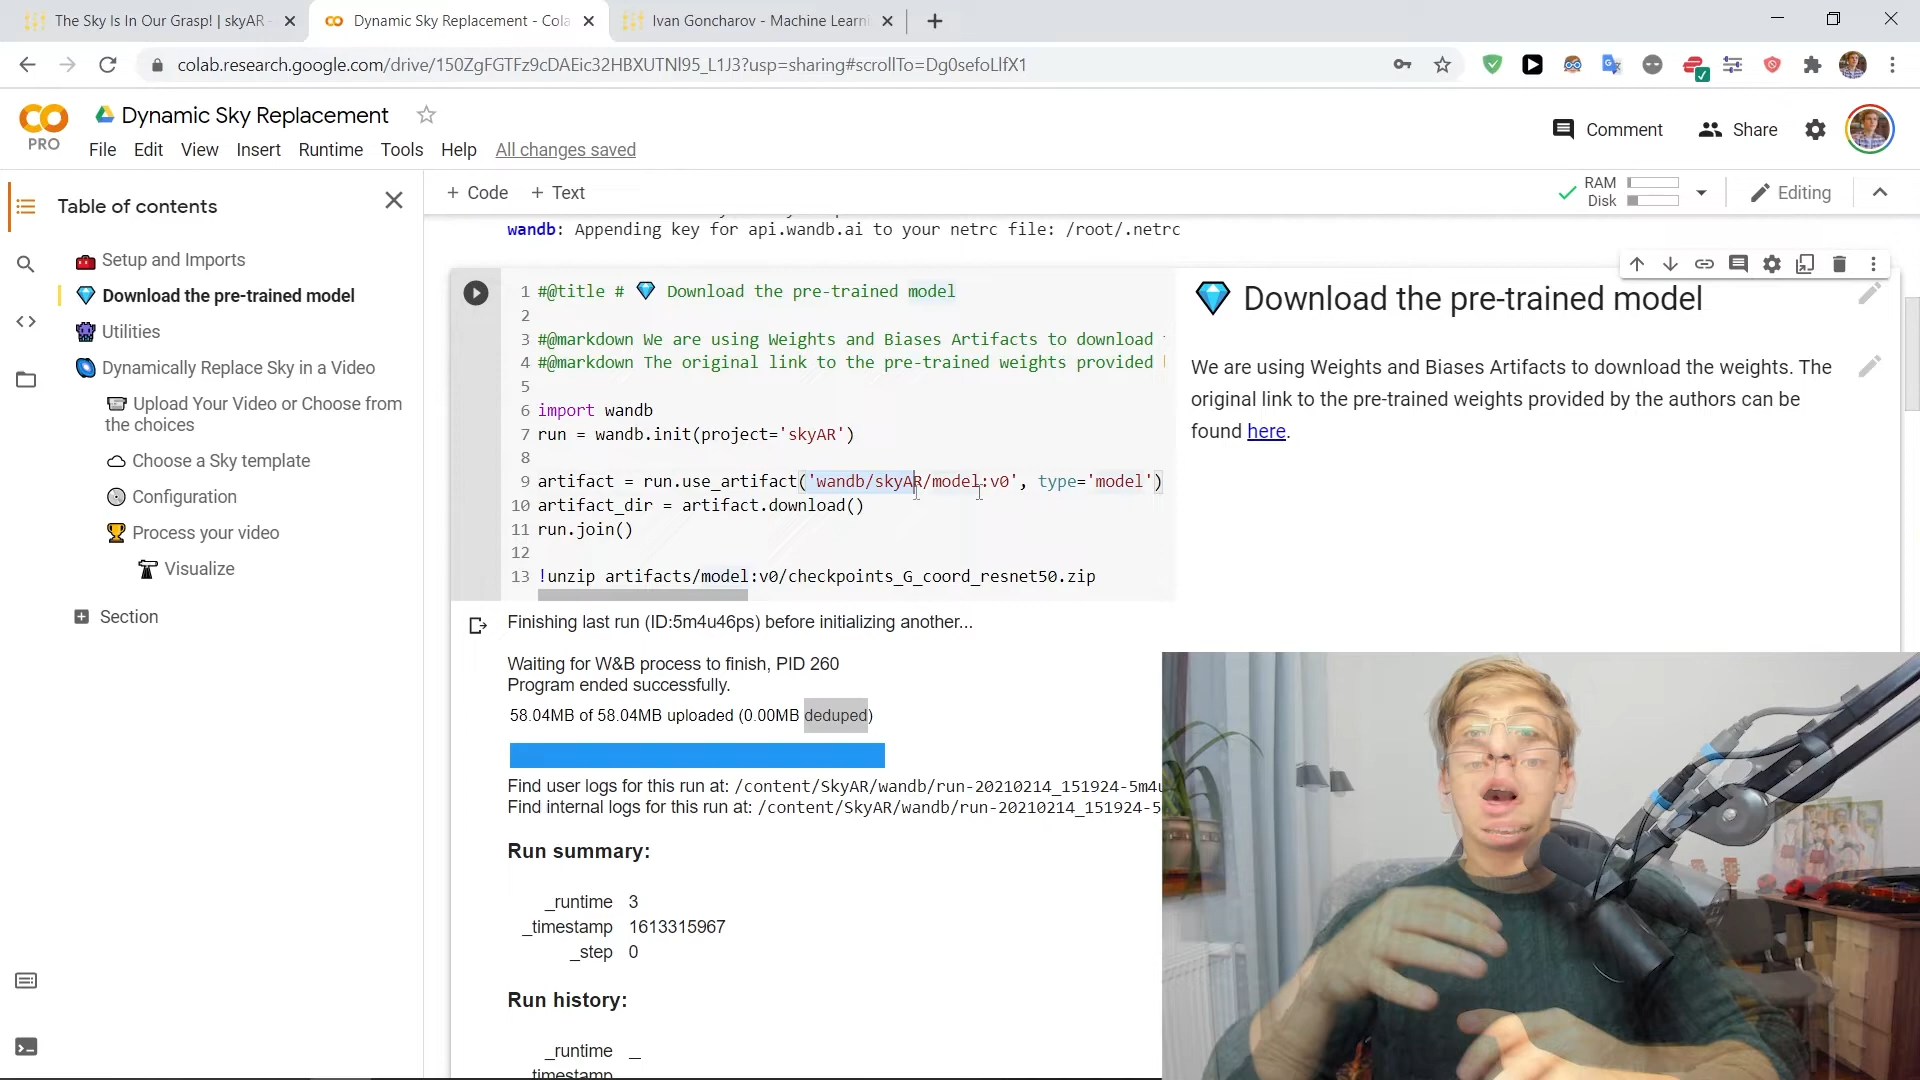 The Sky Is In Our Grasp! | skyAR -
Dynamic Sky Replacement - Cola
Ivan Goncharov - Machine Learni
colab.research.google.com/drive/150ZgFGTFz9cDAEic32HBXUTNl95_L1J3?usp=sharing#scrollTo=Dg0sefoLlfX1
PRO
Dynamic Sky Replacement
File Edit View Insert Runtime Tools Help All changes saved
Comment
Share
Table of contents
Setup and Imports
Download the pre-trained model
Utilities
Dynamically Replace Sky in a Video
Upload Your Video or Choose from
the choices
Choose a Sky template
Configuration
Process your video
Visualize
Section
+ Code + Text
RAM
Disk
Editing
wandb: Appending key for api.wandb.ai to your netrc file: /root/.netrc
1 #@title # 💎 Download the pre-trained model
2
3 #@markdown We are using Weights and Biases Artifacts to download
4 #@markdown The original link to the pre-trained weights provided
5
6 import wandb
7 run = wandb.init(project='skyAR')
8
9 artifact = run.use_artifact('wandb/skyAR/model:v0', type='model')
10 artifact_dir = artifact.download()
11 run.join()
12
13 !unzip artifacts/model:v0/checkpoints_G_coord_resnet50.zip
Download the pre-trained model
We are using Weights and Biases Artifacts to download the weights. The
original link to the pre-trained weights provided by the authors can be
found here.
Finishing last run (ID:5m4u46ps) before initializing another...
Waiting for W&B process to finish, PID 260
Program ended successfully.
58.04MB of 58.04MB uploaded (0.00MB deduped)
Find user logs for this run at: /content/SkyAR/wandb/run-20210214_151924-5m4u
Find internal logs for this run at: /content/SkyAR/wandb/run-20210214_151924-5
Run summary:
_runtime 3
_timestamp 1613315967
_step 0
Run history:
_runtime _
timestamp